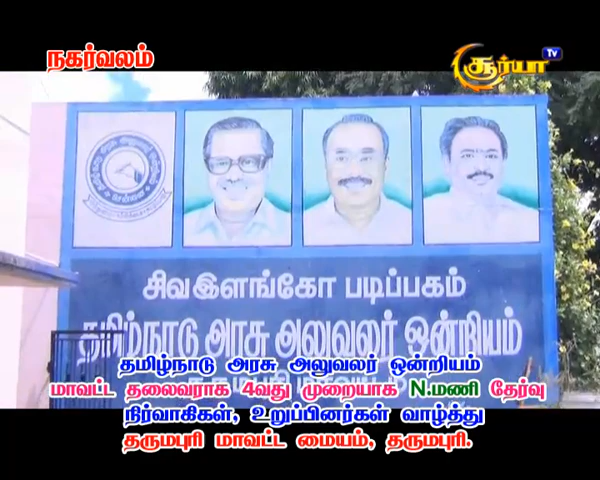 நகர்வலம்
சூர்யா Tv
சென்னை
சிவ இளங்கோ படிப்பகம்
தமிழ்நாடு அரசு அலுவலர் ஒன்றியம்
தமிழ்நாடு அரசு அலுவலர் ஒன்றியம்
மாவட்ட தலைவராக 4வது முறையாக N.மணி தேர்வு
நிர்வாகிகள், உறுப்பினர்கள் வாழ்த்து
தருமபுரி மாவட்ட மையம், தருமபுரி.